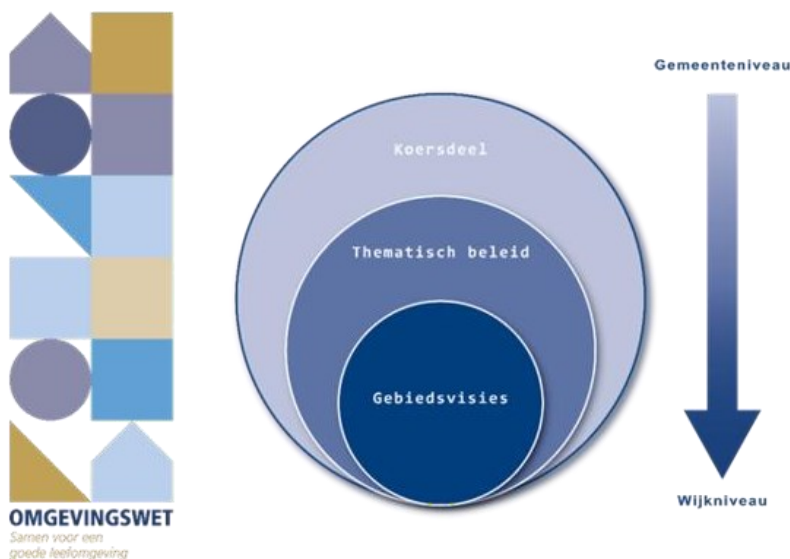 Gemeenteniveau
Koersdeel
Thematisch beleid
Gebiedsvisies
Wijkniveau
OMGEVINGSWET
Samen voor een
goede leefomgeving